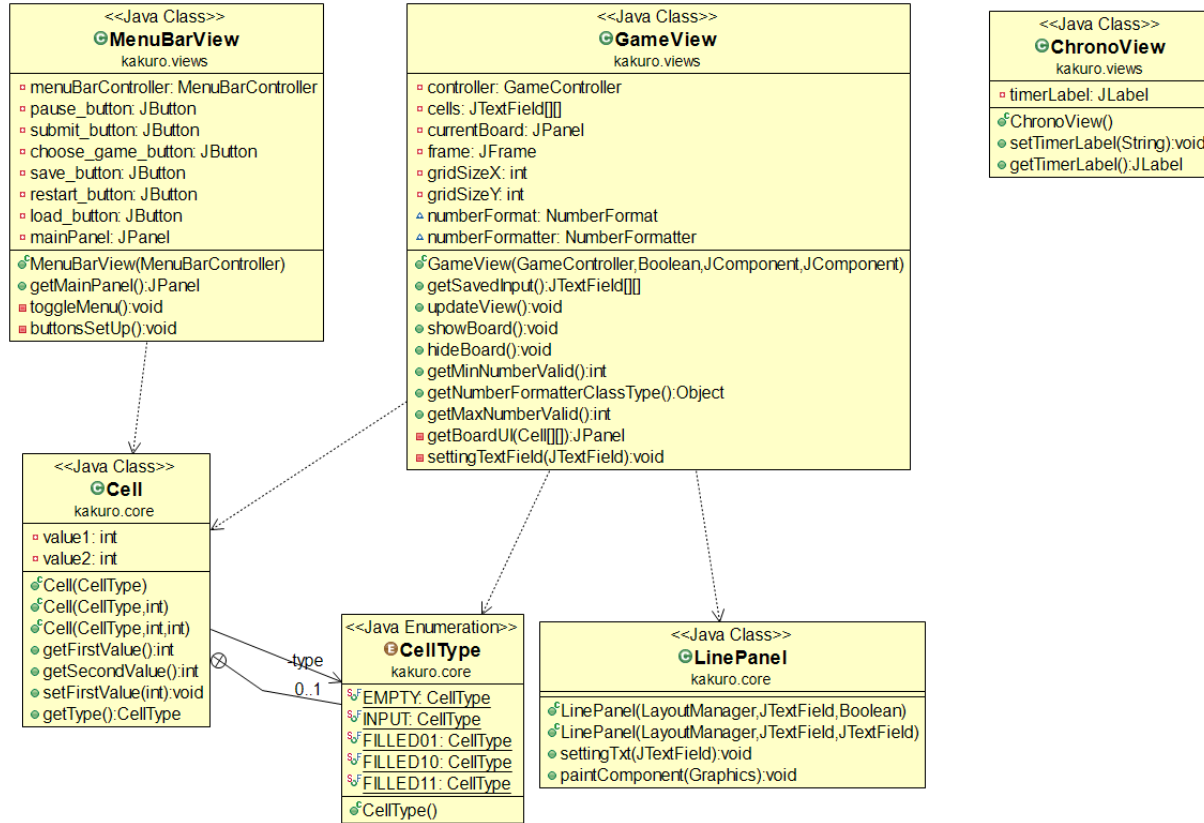 <<Java Class>>
MenuBarView
kakuro.views
menuBarController: MenuBarController
pause_button: JButton
submit_button: JButton
choose_game_button: JButton
save_button: JButton
restart_button: JButton
load_button: JButton
mainPanel: JPanel
MenuBarView(MenuBarController)
getMainPanel():JPanel
toggleMenu():void
buttonsSetUp():void
<<Java Class>>
GameView
kakuro.views
controller: GameController
cells: JTextField[][]
currentBoard: JPanel
frame: JFrame
gridSizeX: int
gridSizeY: int
numberFormat: NumberFormat
numberFormatter: NumberFormatter
GameView(GameController,Boolean,JComponent,JComponent)
getSavedInput():JTextField[][]
updateView():void
showBoard():void
hideBoard():void
getMinNumberValid():int
getNumberFormatterClassType():Object
getMaxNumberValid():int
getBoardUI(Cell[][]):JPanel
settingTextField(JTextField):void
<<Java Class>>
ChronoView
kakuro.views
timerLabel: JLabel
ChronoView()
setTimerLabel(String):void
getTimerLabel():JLabel
<<Java Class>>
Cell
kakuro.core
value1: int
value2: int
Cell(CellType)
Cell(CellType,int)
Cell(CellType,int,int)
getFirstValue():int
getSecondValue():int
setFirstValue(int):void
getType():CellType
-type
0..1
<<Java Enumeration>>
CellType
kakuro.core
EMPTY: CellType
INPUT: CellType
FILLED01: CellType
FILLED10: CellType
FILLED11: CellType
CellType()
<<Java Class>>
LinePanel
kakuro.core
LinePanel(LayoutManager,JTextField,Boolean)
LinePanel(LayoutManager,JTextField,JTextField)
settingTxt(JTextField):void
paintComponent(Graphics):void